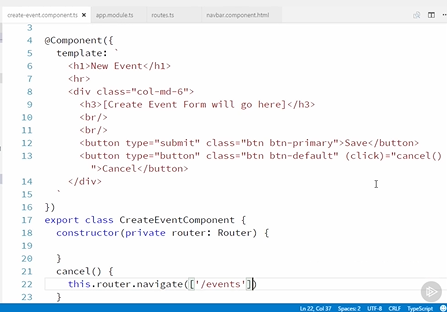 create-event.component.ts × app.module.ts routes.ts navbar.component.html
3
4 @Component({
5 template: `
6 <h1>New Event</h1>
7 <hr>
8 <div class="col-md-6">
9 <h3>[Create Event Form will go here]</h3>
10 <br/>
11 <br/>
12 <button type="submit" class="btn btn-primary">Save</button>
13 <button type="button" class="btn btn-default" (click)="cancel()
">Cancel</button>
14 </div>
15 `
16 })
17 export class CreateEventComponent {
18 constructor(private router: Router) {
19
20 }
21 cancel() {
22 this.router.navigate(['/events'])
23 }
Ln 22, Col 37 Spaces: 2 UTF-8 CRLF TypeScript